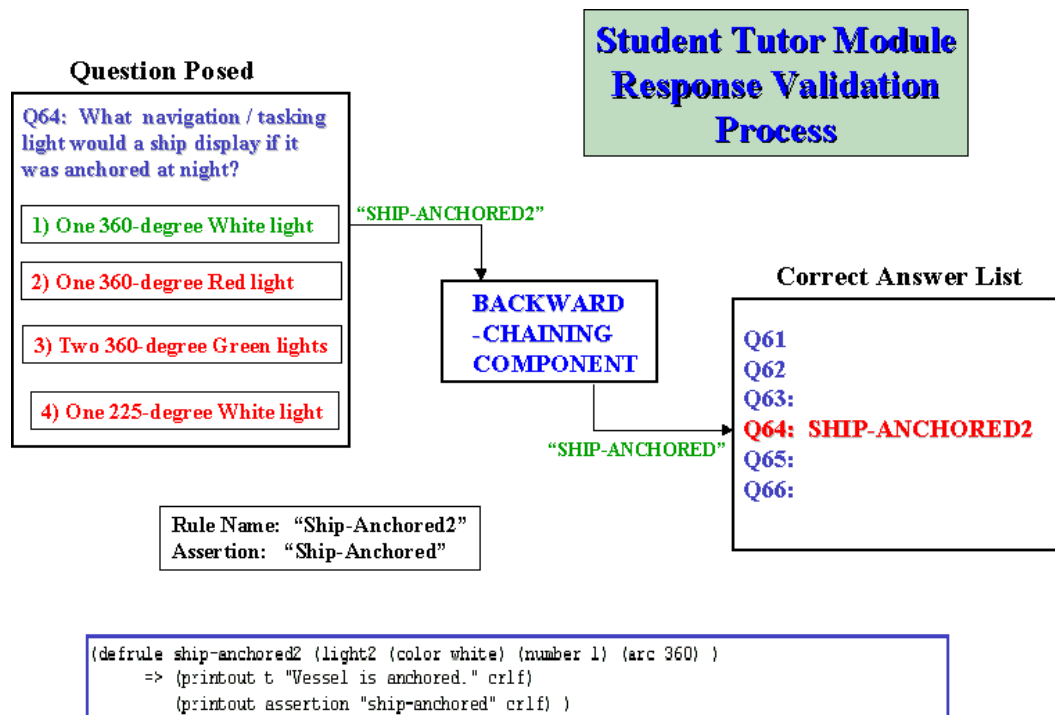 Student Tutor Module
Response Validation
Process
Question Posed
Q64: What navigation / tasking
light would a ship display if it
was anchored at night?
1) One 360-degree White light
2) One 360-degree Red light
3) Two 360-degree Green lights
4) One 225-degree White light
“SHIP-ANCHORED2”
BACKWARD
-CHAINING
COMPONENT
“SHIP-ANCHORED”
Correct Answer List
Q61
Q62
Q63:
Q64: SHIP-ANCHORED2
Q65:
Q66:
Rule Name: “Ship-Anchored2”
Assertion: “Ship-Anchored”
(defrule ship-anchored2 (light2 (color white) (number 1) (arc 360) )
=> (printout t "Vessel is anchored." crlf)
(printout assertion "ship-anchored" crlf) )